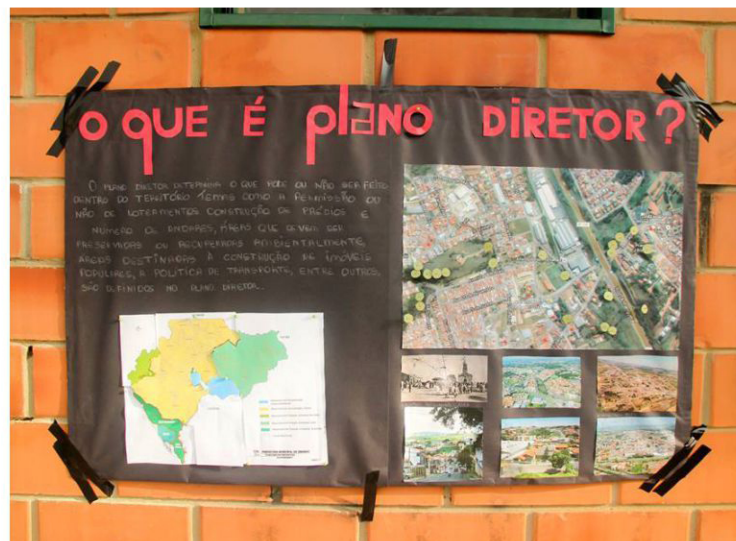 O QUE É plano DiRETOR?
O PLANO DIRETOR DETERMINA O QUE PODE OU NÃO SER FEITO
DENTRO DO TERRITÓRIO. TEMAS COMO A PERMISSÃO OU
NÃO DE LOTEAMENTOS CONSTRUÇÃO DE PRÉDIOS E
NÚMERO DE ANDARES, ÁREAS QUE DEVEM SER
PRESERVADAS OU RECUPERADAS AMBIENTALMENTE,
ÁREAS DESTINADAS À CONSTRUÇÃO DE IMÓVEIS
POPULARES, A POLÍTICA DE TRANSPORTE, ENTRE OUTROS,
SÃO DEFINIDOS NO PLANO DIRETOR...